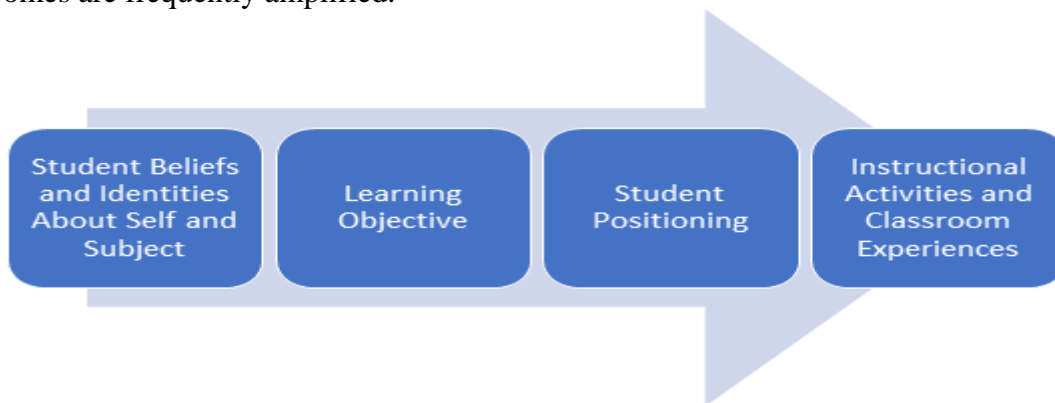 are frequently amplified.
Student Beliefs
and Identities
About Self and
Subject
Learning
Objective
Student
Positioning
Instructional
Activities and
Classroom
Experiences